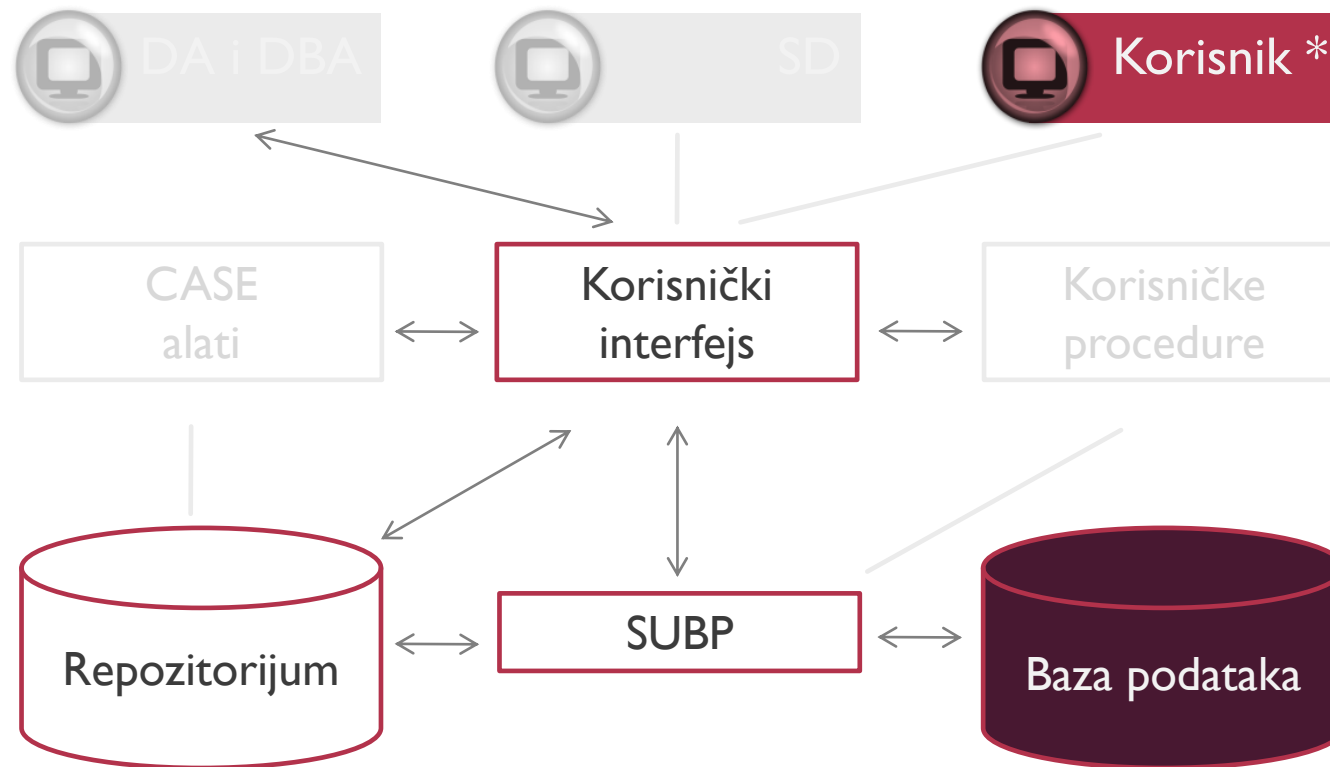 DA i DBA
SD
Korisnik *
CASE
alati
Korisnički
interfejs
Korisničke
procedure
Repozitorijum
SUBP
Baza podataka